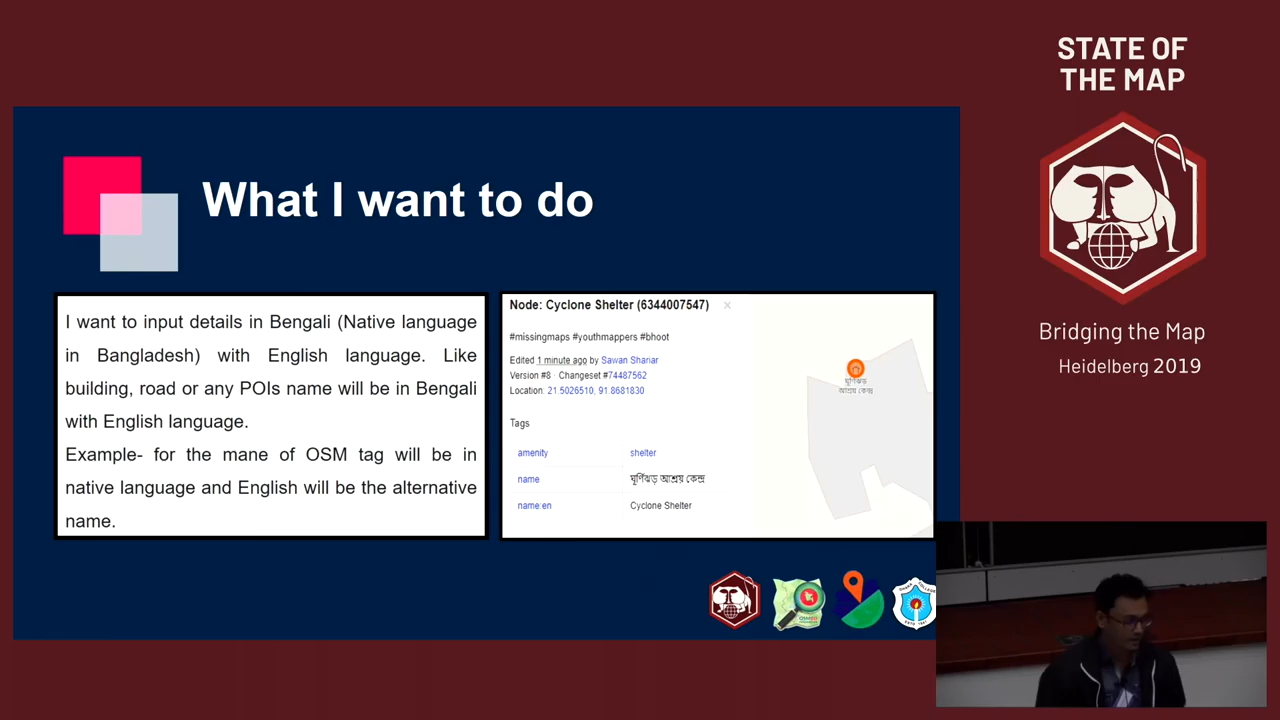 STATE OF
THE MAP
Bridging the Map
Heidelberg 2019
What I want to do
I want to input details in Bengali (Native language
in Bangladesh) with English language. Like
building, road or any POIs name will be in Bengali
with English language.
Example- for the mane of OSM tag will be in
native language and English will be the alternative
name.
Node: Cyclone Shelter (6344007547) ×
#missingmaps #youthmappers #bhoot
Edited 1 minute ago by Sawan Shariar
Version #8 · Changeset #74487562
Location: 21.5026510, 91.8681830
Tags
amenity shelter
name ঘূর্ণিঝড় আশ্রয় কেন্দ্র
name:en Cyclone Shelter
ঘূর্ণিঝড়
আশ্রয় কেন্দ্র